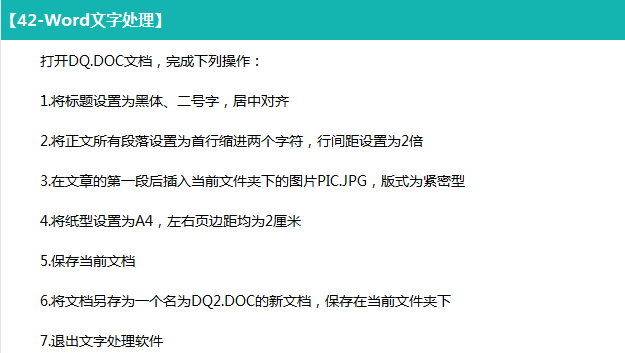 【42-Word文字处理】
打开DQ.DOC文档，完成下列操作：
1.将标题设置为黑体、二号字，居中对齐
2.将正文所有段落设置为首行缩进两个字符，行间距设置为2倍
3.在文章的第一段后插入当前文件夹下的图片PIC.JPG，版式为紧密型
4.将纸型设置为A4，左右页边距均为2厘米
5.保存当前文档
6.将文档另存为一个名为DQ2.DOC的新文档，保存在当前文件夹下
7.退出文字处理软件